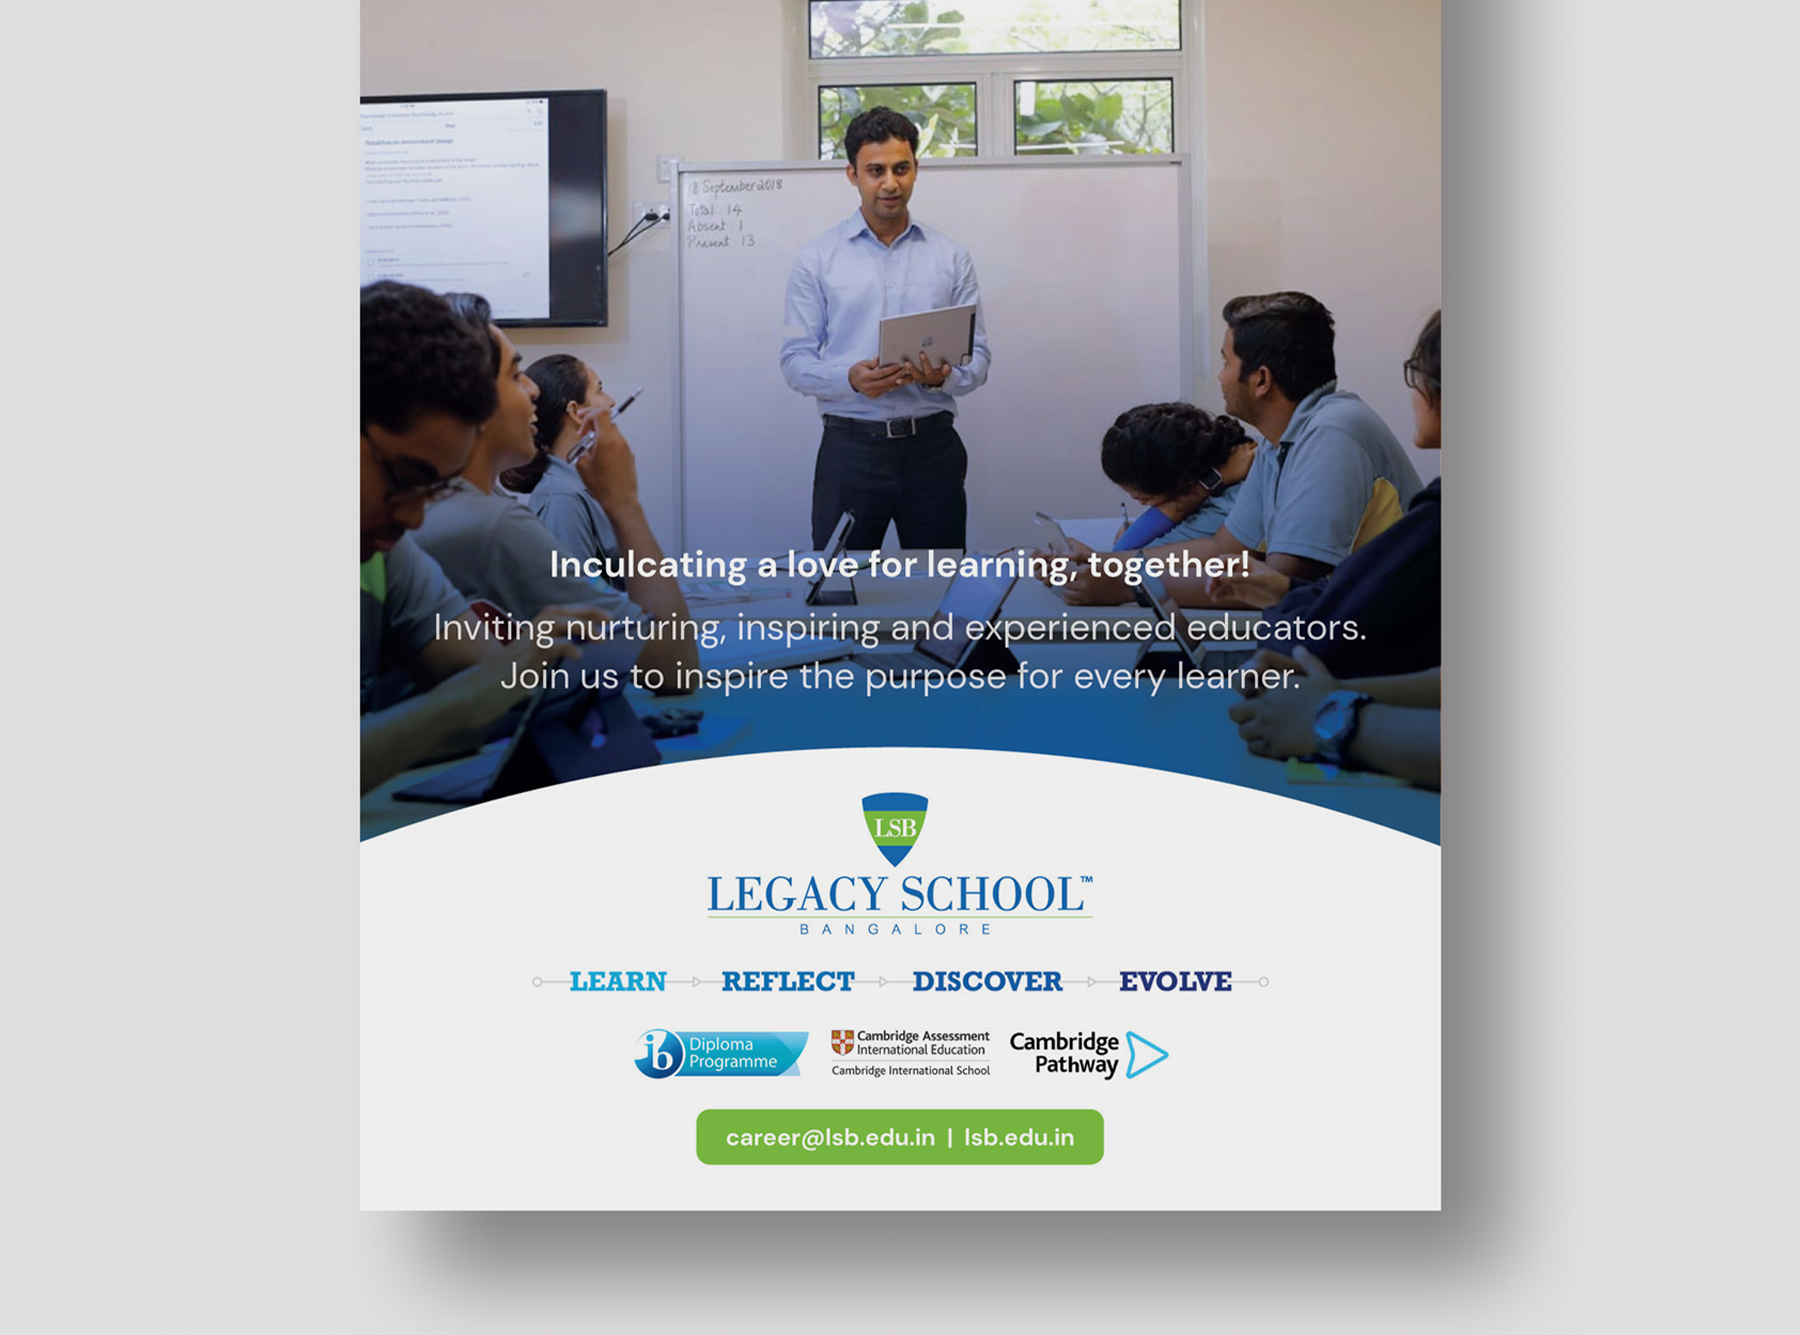 September 2018
Total : 14
Absent : 1
Present : 13
Inculcating a love for learning, together!
Inviting nurturing, inspiring and experienced educators.
Join us to inspire the purpose for every learner.
LSB
LEGACY SCHOOL™
BANGALORE
LEARN REFLECT DISCOVER EVOLVE
ib Diploma Programme
Cambridge Assessment
International Education
Cambridge International School
Cambridge
Pathway
career@lsb.edu.in | lsb.edu.in